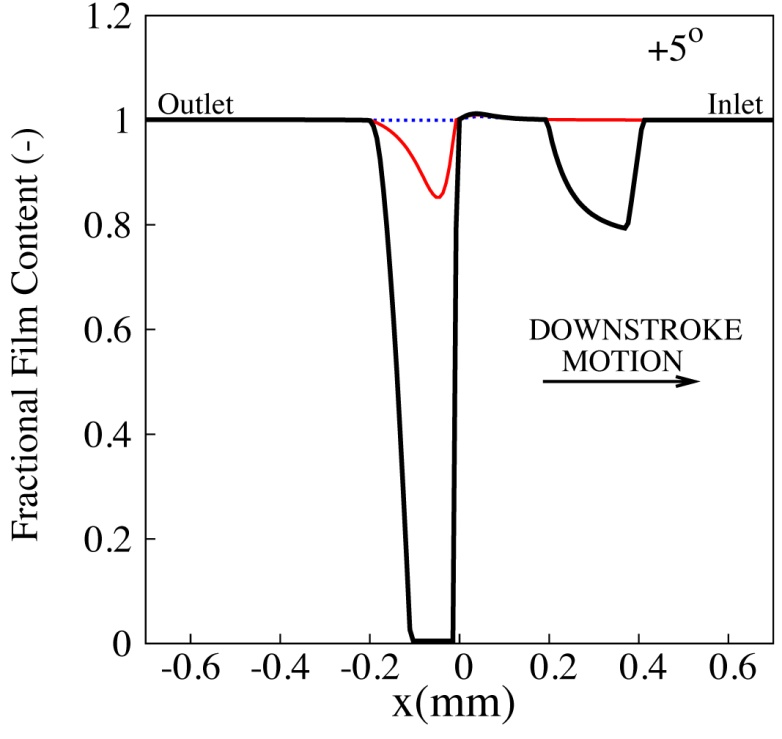 1.2
+5°
Outlet
Inlet
1
0.8
DOWNSTROKE
MOTION
0.6
0.4
0.2
0
-0.6 -0.4 -0.2 0 0.2 0.4 0.6
x(mm)
Fractional Film Content (-)